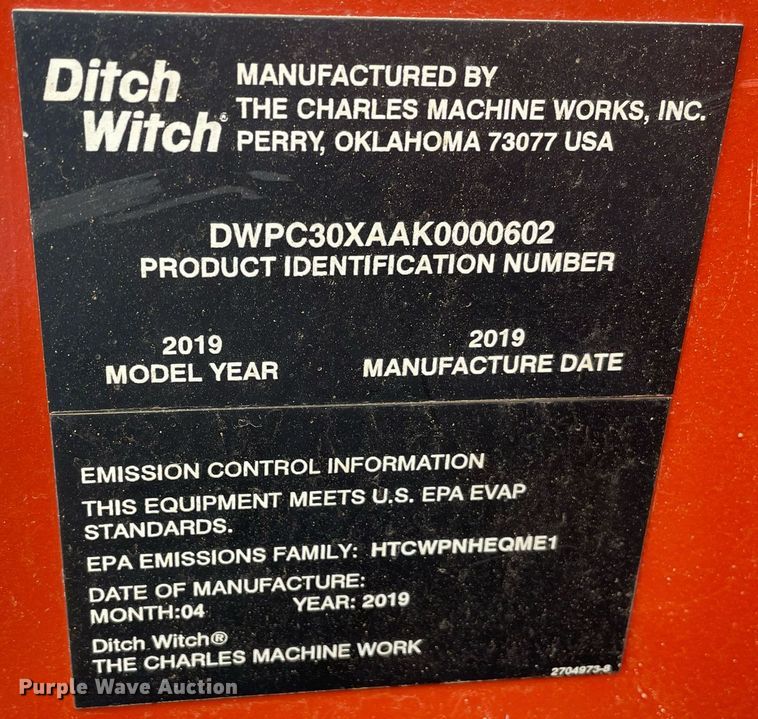 Ditch Witch®
MANUFACTURED BY
THE CHARLES MACHINE WORKS, INC.
PERRY, OKLAHOMA 73077 USA
DWPC30XAAK0000602
PRODUCT IDENTIFICATION NUMBER
2019
MODEL YEAR
2019
MANUFACTURE DATE
EMISSION CONTROL INFORMATION
THIS EQUIPMENT MEETS U.S. EPA EVAP
STANDARDS.
EPA EMISSIONS FAMILY: HTCWPNHEQME1
DATE OF MANUFACTURE:
MONTH:04 YEAR: 2019
Ditch Witch®
THE CHARLES MACHINE WORK
2704973-8
Purple Wave Auction